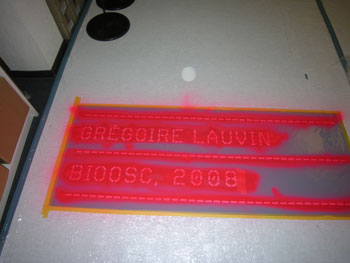 GRÉGOIRE LAUVIN
BIOOSC, 2008